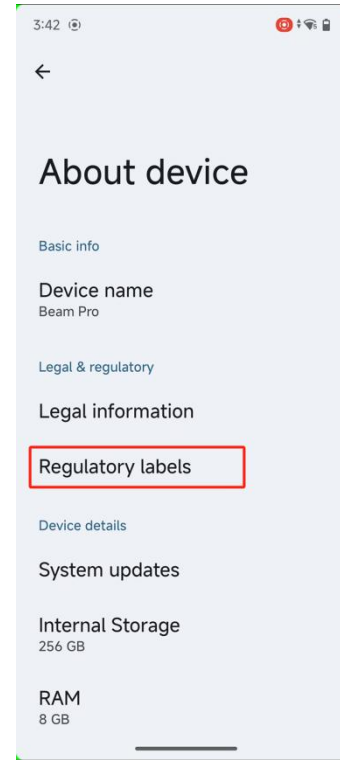 3:42
About device
Basic info
Device name
Beam Pro
Legal & regulatory
Legal information
Regulatory labels
Device details
System updates
Internal Storage
256 GB
RAM
8 GB